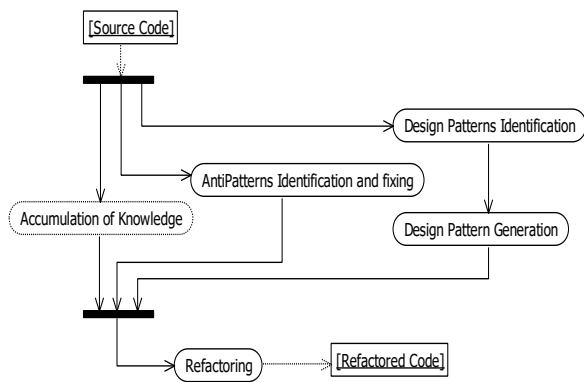 [Source Code]
Design Patterns Identification
AntiPatterns Identification and fixing
Accumulation of Knowledge
Design Pattern Generation
Refactoring
[Refactored Code]